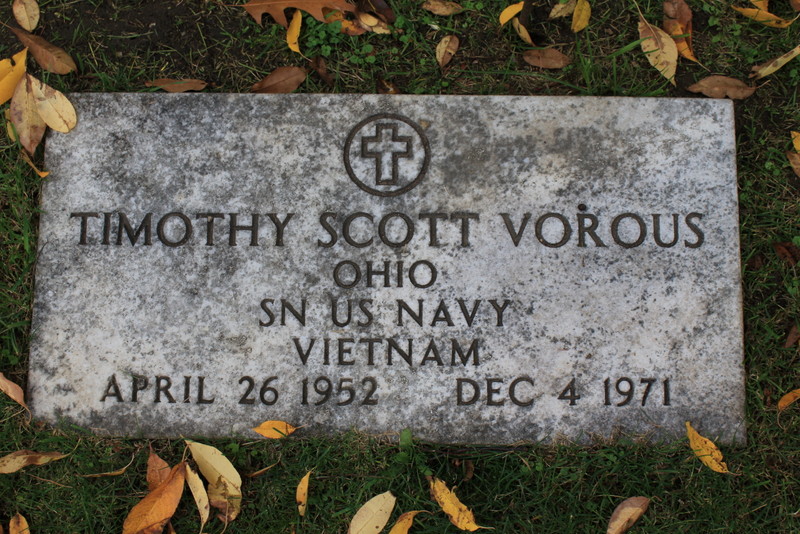 TIMOTHY SCOTT VOROUS
OHIO
SN US NAVY
VIETNAM
APRIL 26 1952 DEC 4 1971